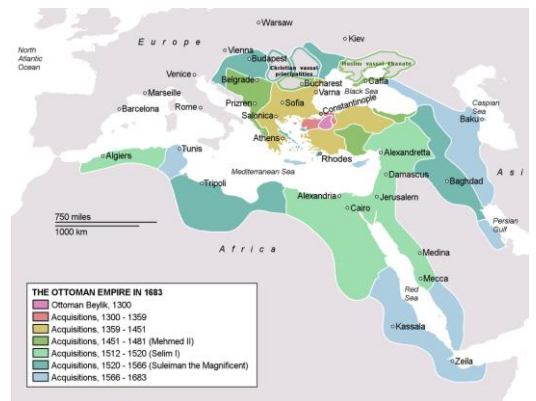 Warsaw
Kiev
Europe
North
Atlantic
Ocean
Vienna
Budapest
Christian vassal
principalities
Muslim vassal Khanate
Venice
Belgrade
Bucharest
Caffa
Varna
Black Sea
Caspian
Sea
Marseille
Barcelona
Rome
Prizren
Sofia
Constantinople
Baku
Salonica
Athens
Algiers
Tunis
Rhodes
Alexandretta
Asi
Mediterranean Sea
Damascus
Tripoli
Baghdad
Alexandria
Jerusalem
Cairo
Persian
Gulf
750 miles
1000 km
Africa
Medina
Mecca
Red
Sea
Kassala
Zeila
THE OTTOMAN EMPIRE IN 1683
Ottoman Beylik, 1300
Acquisitions, 1300 - 1359
Acquisitions, 1359 - 1451
Acquisitions, 1451 - 1481 (Mehmed II)
Acquisitions, 1512 - 1520 (Selim I)
Acquisitions, 1520 - 1566 (Suleiman the Magnificent)
Acquisitions, 1566 - 1683